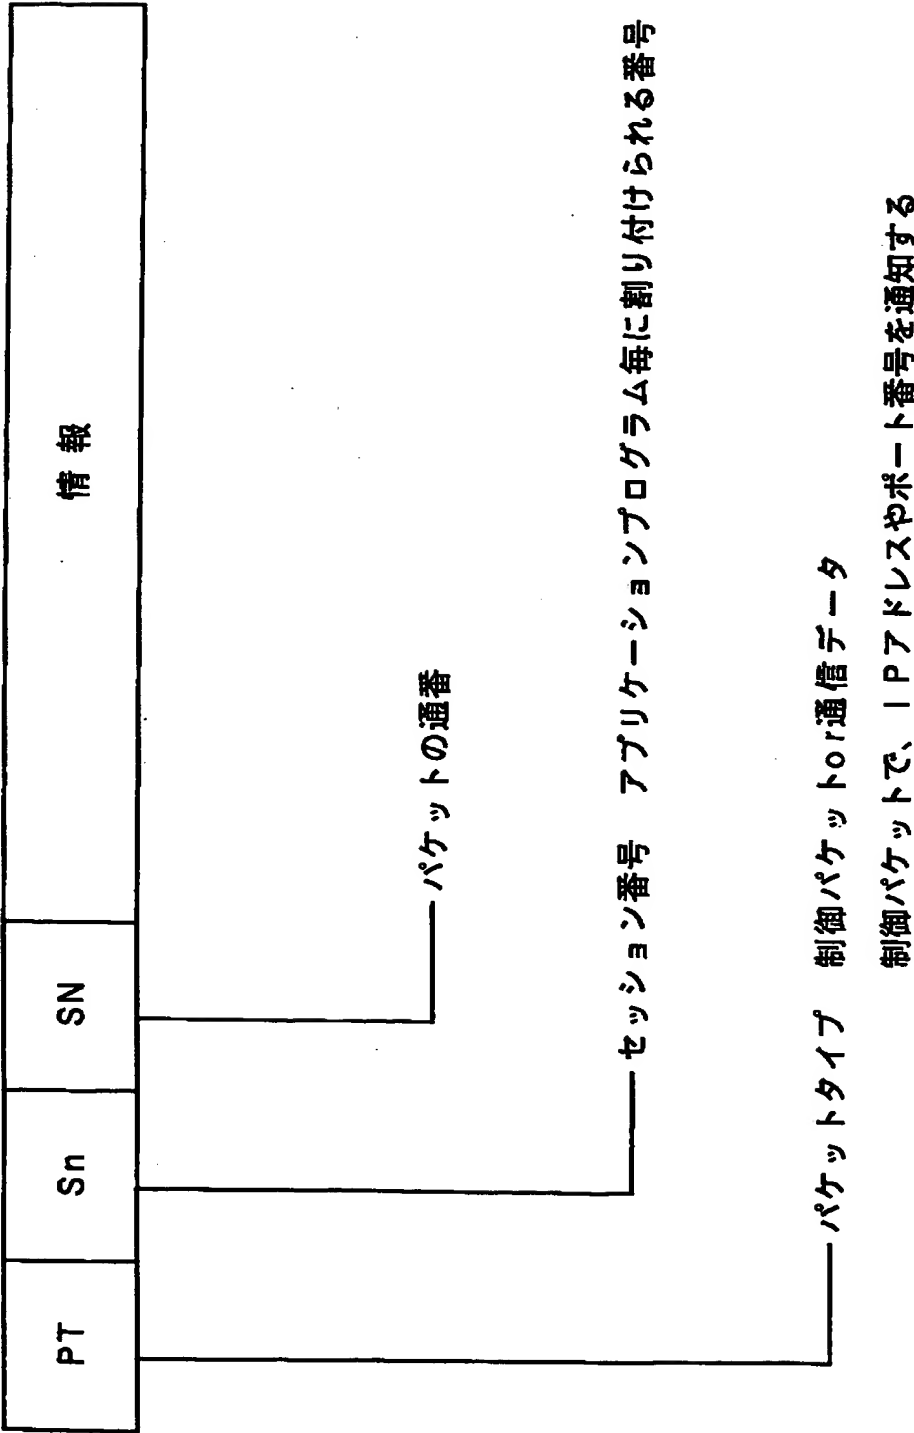 PT
Sn
SN
情報
パケットの通番
セッション番号　アプリケーションプログラム毎に割り付けられる番号
パケットタイプ　制御パケットor通信データ
制御パケットで、IPアドレスやポート番号を通知する